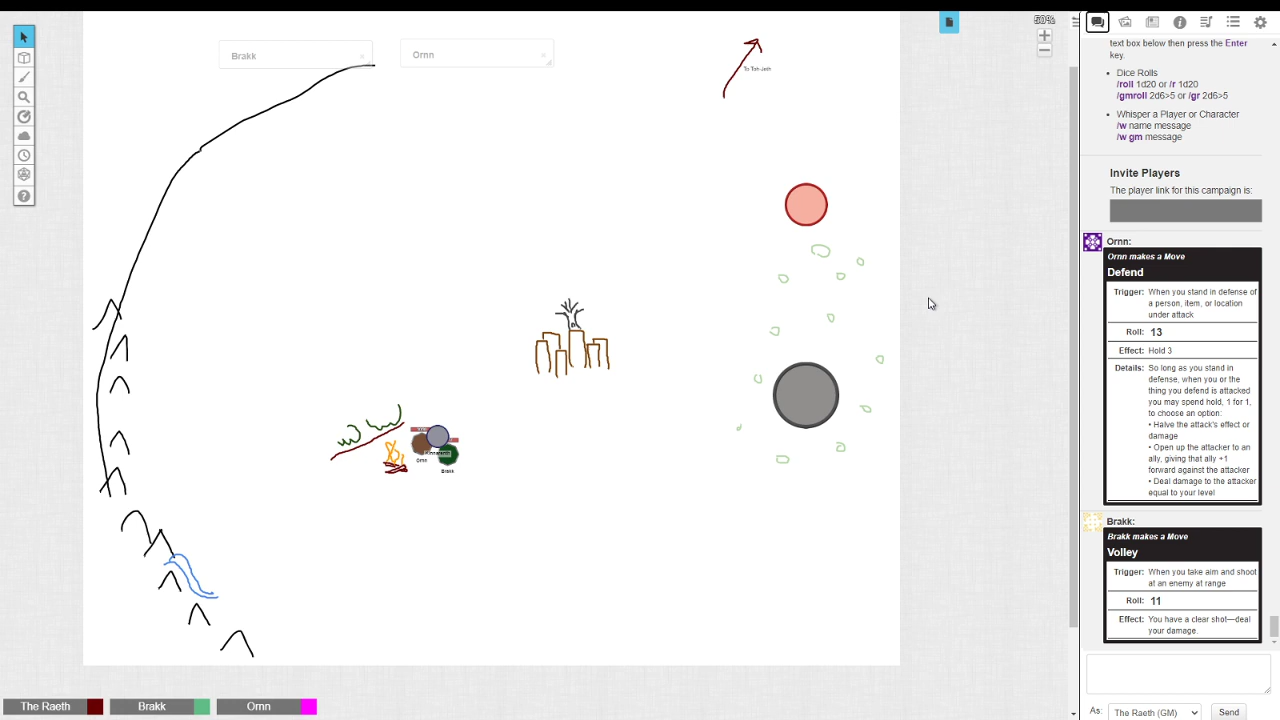 50%
Brakk ×
Ornn ×
To Tah-Jeth
Ornn
Brakk
text box below then press the Enter
key.
• Dice Rolls
/roll 1d20 or /r 1d20
/gmroll 2d6>5 or /gr 2d6>5
• Whisper a Player or Character
/w name message
/w gm message
Invite Players
The player link for this campaign is:
Ornn:
Ornn makes a Move
Defend
Trigger: When you stand in defense of
a person, item, or location
under attack
Roll: 13
Effect: Hold 3
Details: So long as you stand in
defense, when you or the
thing you defend is attacked
you may spend hold, 1 for 1,
to choose an option:
• Halve the attack's effect or
damage
• Open up the attacker to an
ally, giving that ally +1
forward against the attacker
• Deal damage to the attacker
equal to your level
Brakk:
Brakk makes a Move
Volley
Trigger: When you take aim and shoot
at an enemy at range
Roll: 11
Effect: You have a clear shot—deal
your damage.
As: The Raeth (GM) Send
The Raeth Brakk Ornn